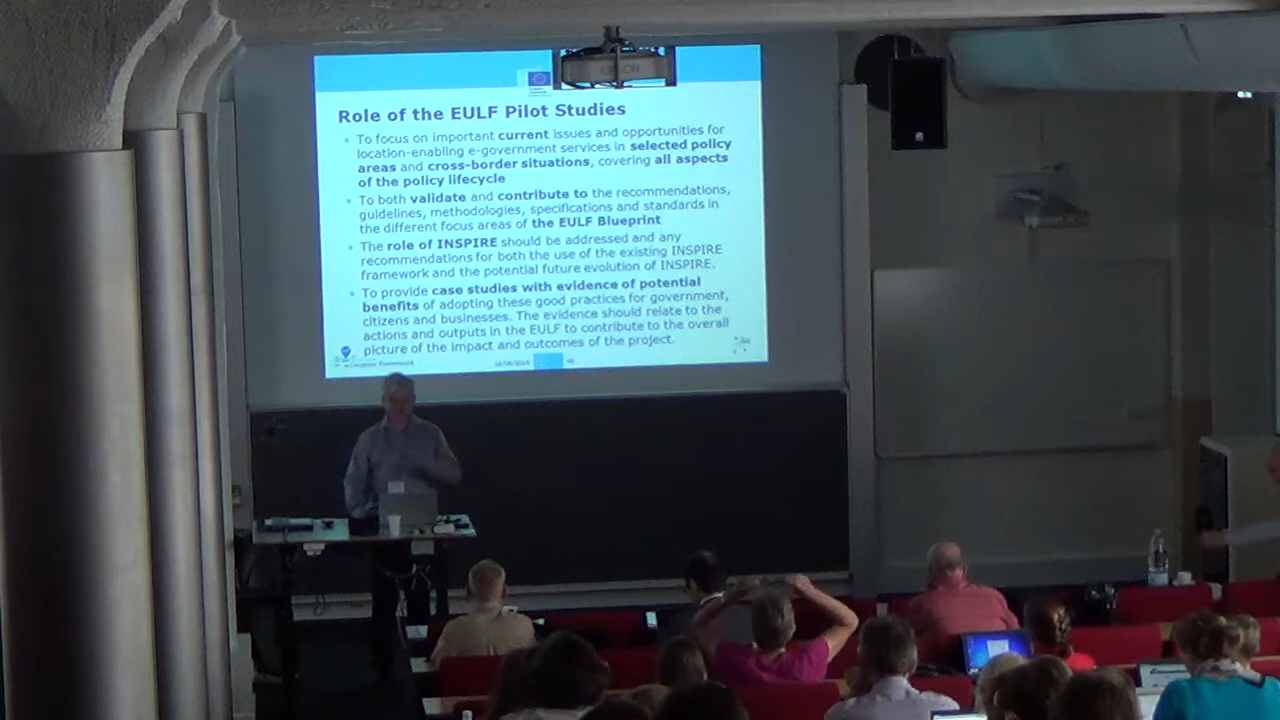 EPSON
Role of the EULF Pilot Studies
• To focus on important current issues and opportunities for
location-enabling e-government services in selected policy
areas and cross-border situations, covering all aspects
of the policy lifecycle
• To both validate and contribute to the recommendations,
guidelines, methodologies, specifications and standards in
the different focus areas of the EULF Blueprint
• The role of INSPIRE should be addressed and any
recommendations for both the use of the existing INSPIRE
framework and the potential future evolution of INSPIRE.
• To provide case studies with evidence of potential
benefits of adopting these good practices for government,
citizens and businesses. The evidence should relate to the
actions and outputs in the EULF to contribute to the overall
picture of the impact and outcomes of the project.
Location Framework